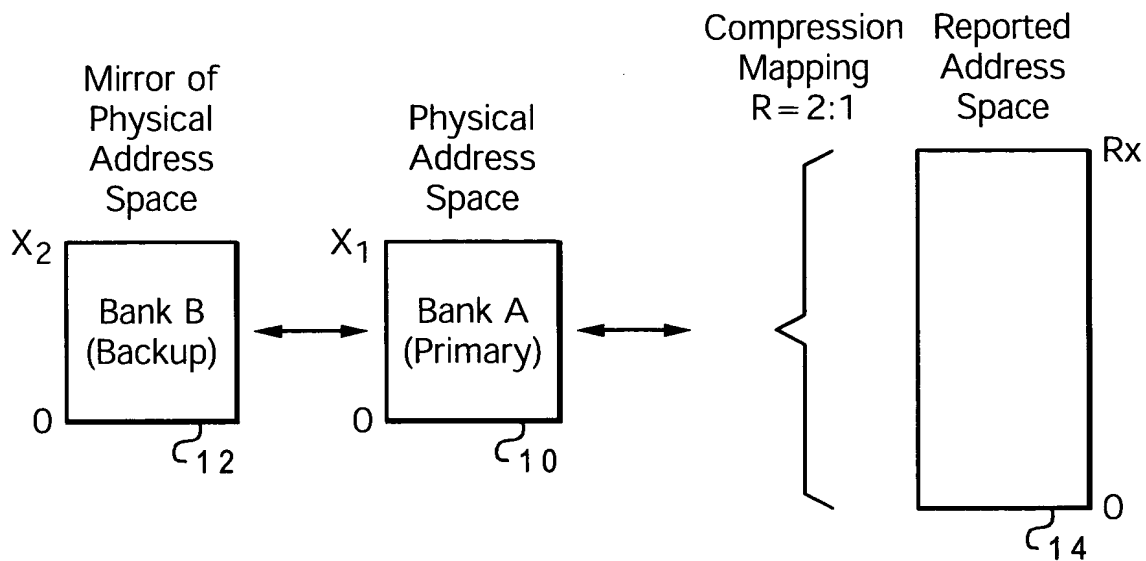 Mirror of
Physical
Address
Space
X2
Bank B
(Backup)
0
12
Physical
Address
Space
X1
Bank A
(Primary)
0
10
Compression
Mapping
R=2:1
Reported
Address
Space
Rx
0
14